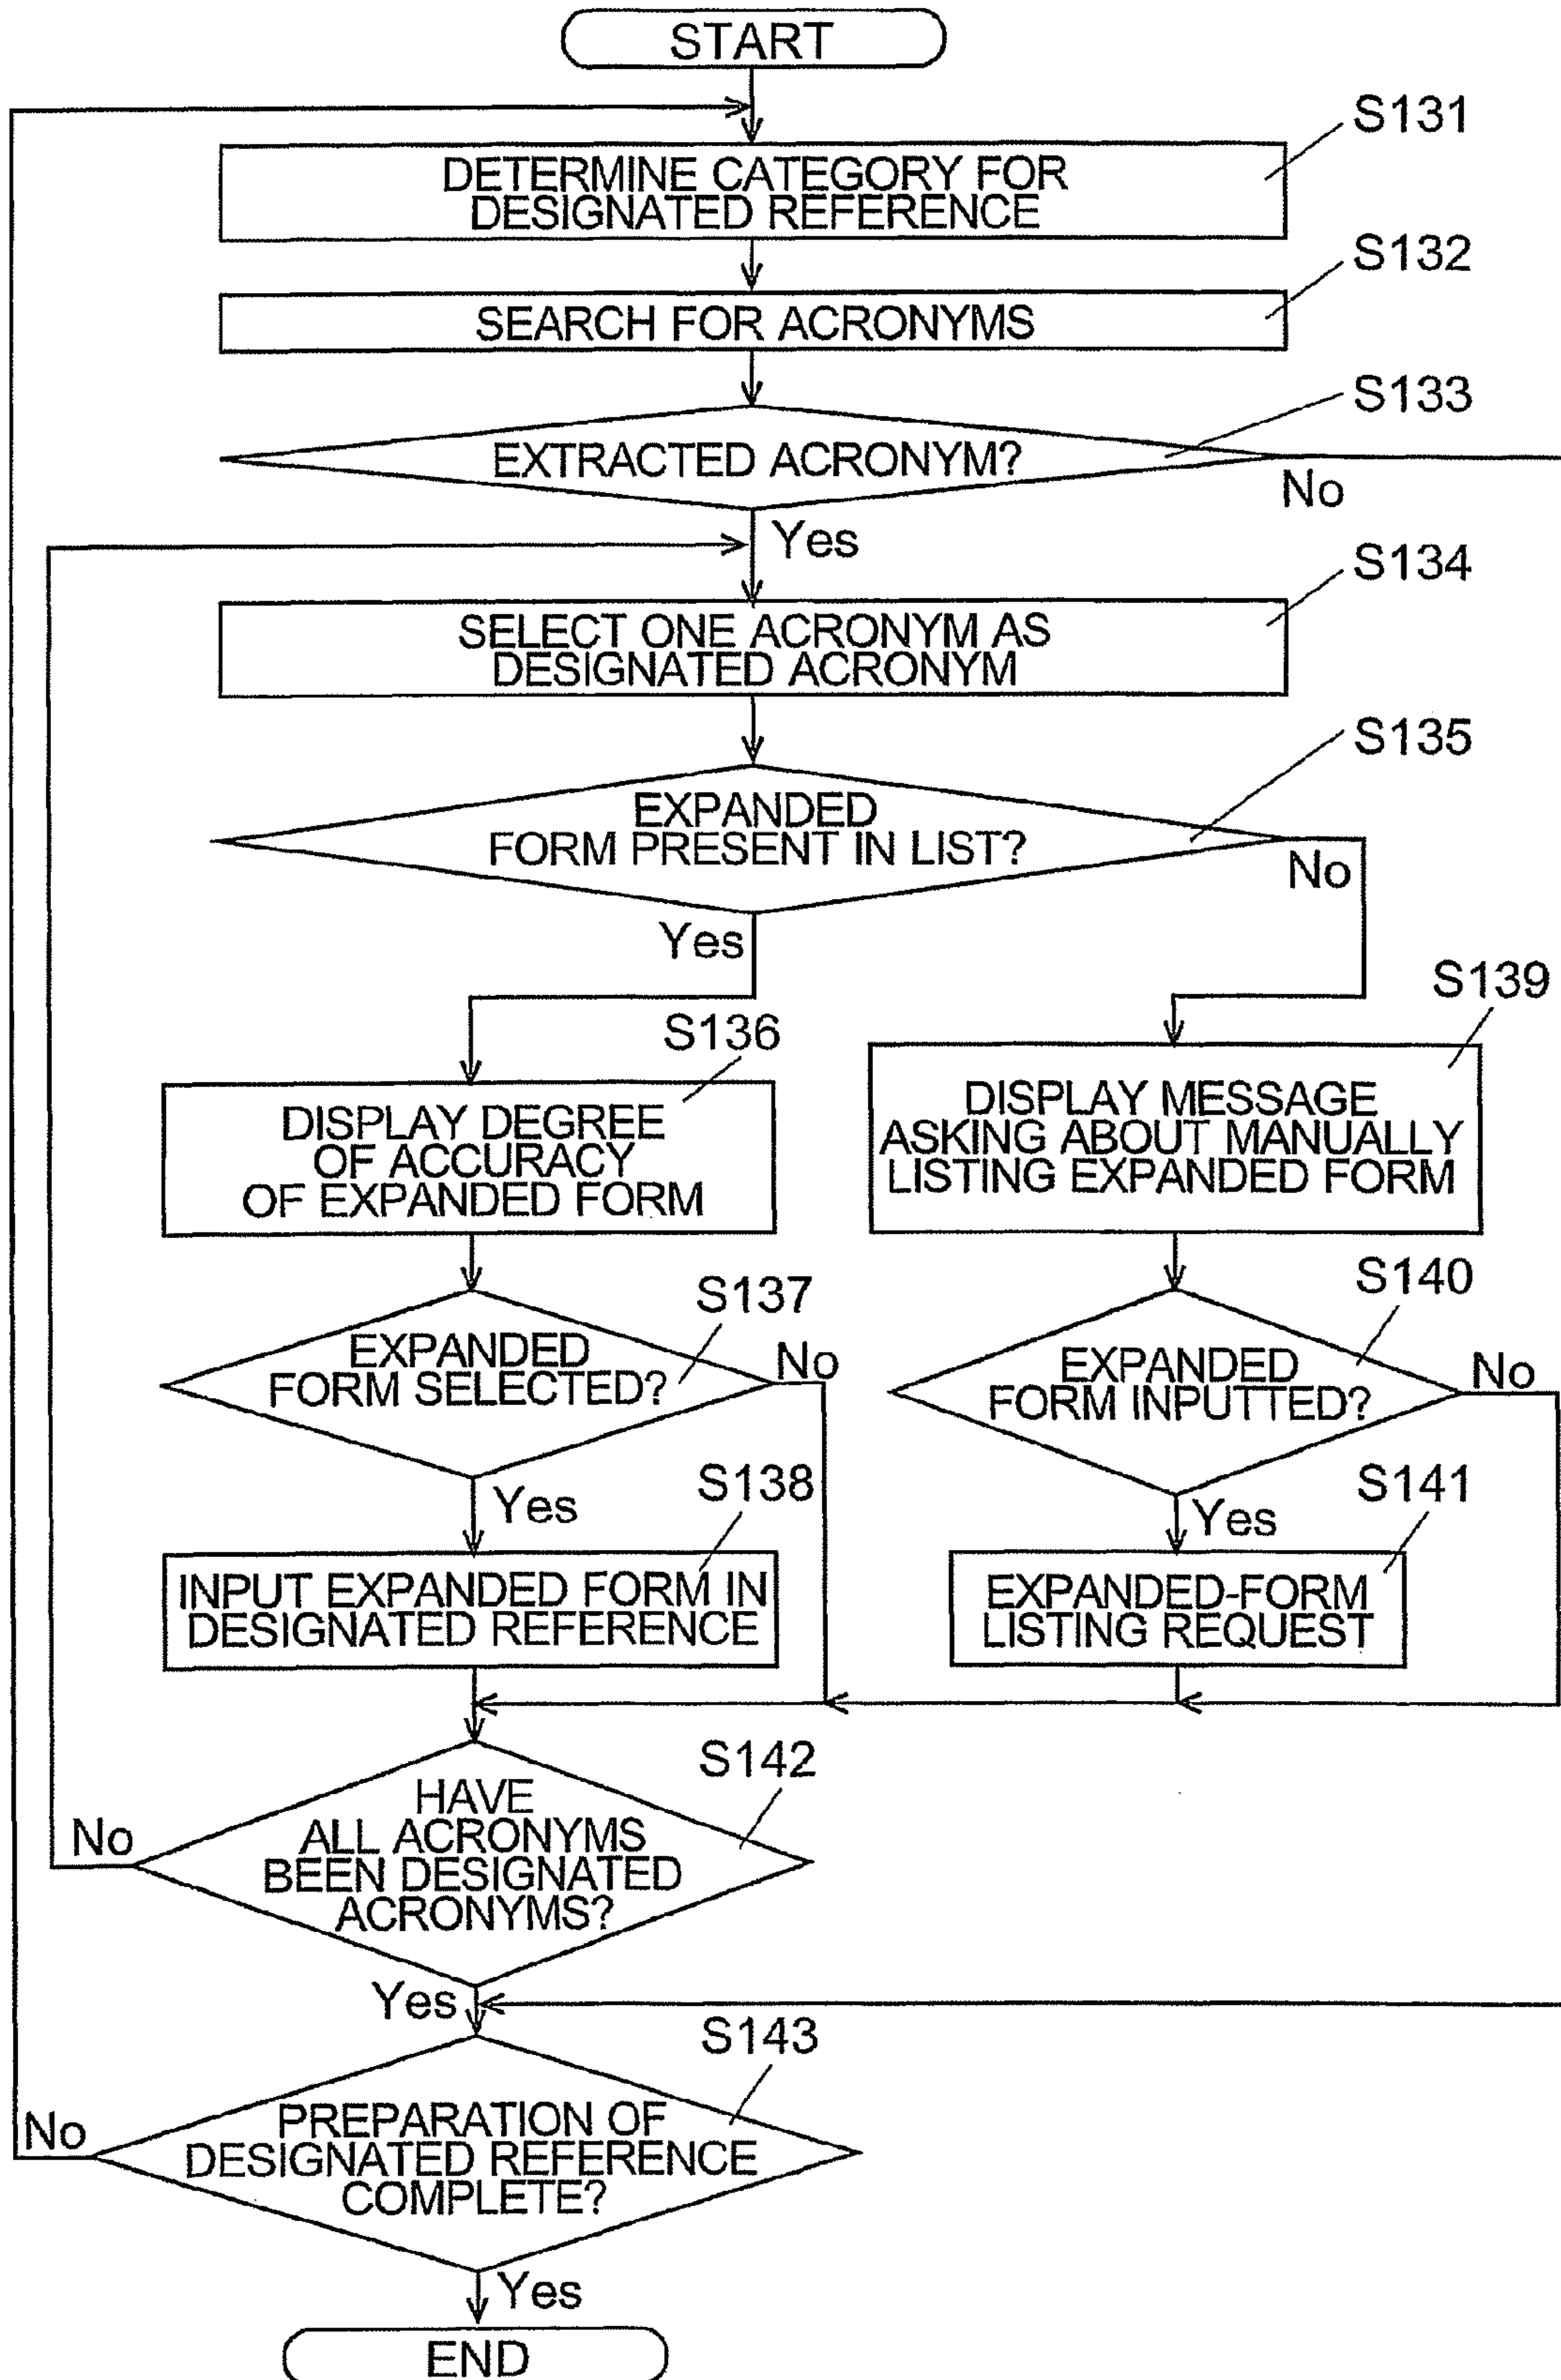 START
S131
DETERMINE CATEGORY FOR
DESIGNATED REFERENCE
S132
SEARCH FOR ACRONYMS
S133
EXTRACTED ACRONYM?
No
Yes
S134
SELECT ONE ACRONYM AS
DESIGNATED ACRONYM
S135
EXPANDED
FORM PRESENT IN LIST?
No
Yes
S136
DISPLAY DEGREE
OF ACCURACY
OF EXPANDED FORM
S139
DISPLAY MESSAGE
ASKING ABOUT MANUALLY
LISTING EXPANDED FORM
S137
EXPANDED
FORM SELECTED?
No
Yes
S140
EXPANDED
FORM INPUTTED?
No
Yes
S138
INPUT EXPANDED FORM IN
DESIGNATED REFERENCE
S141
EXPANDED-FORM
LISTING REQUEST
S142
HAVE
ALL ACRONYMS
BEEN DESIGNATED
ACRONYMS?
No
Yes
S143
PREPARATION OF
DESIGNATED REFERENCE
COMPLETE?
No
Yes
END